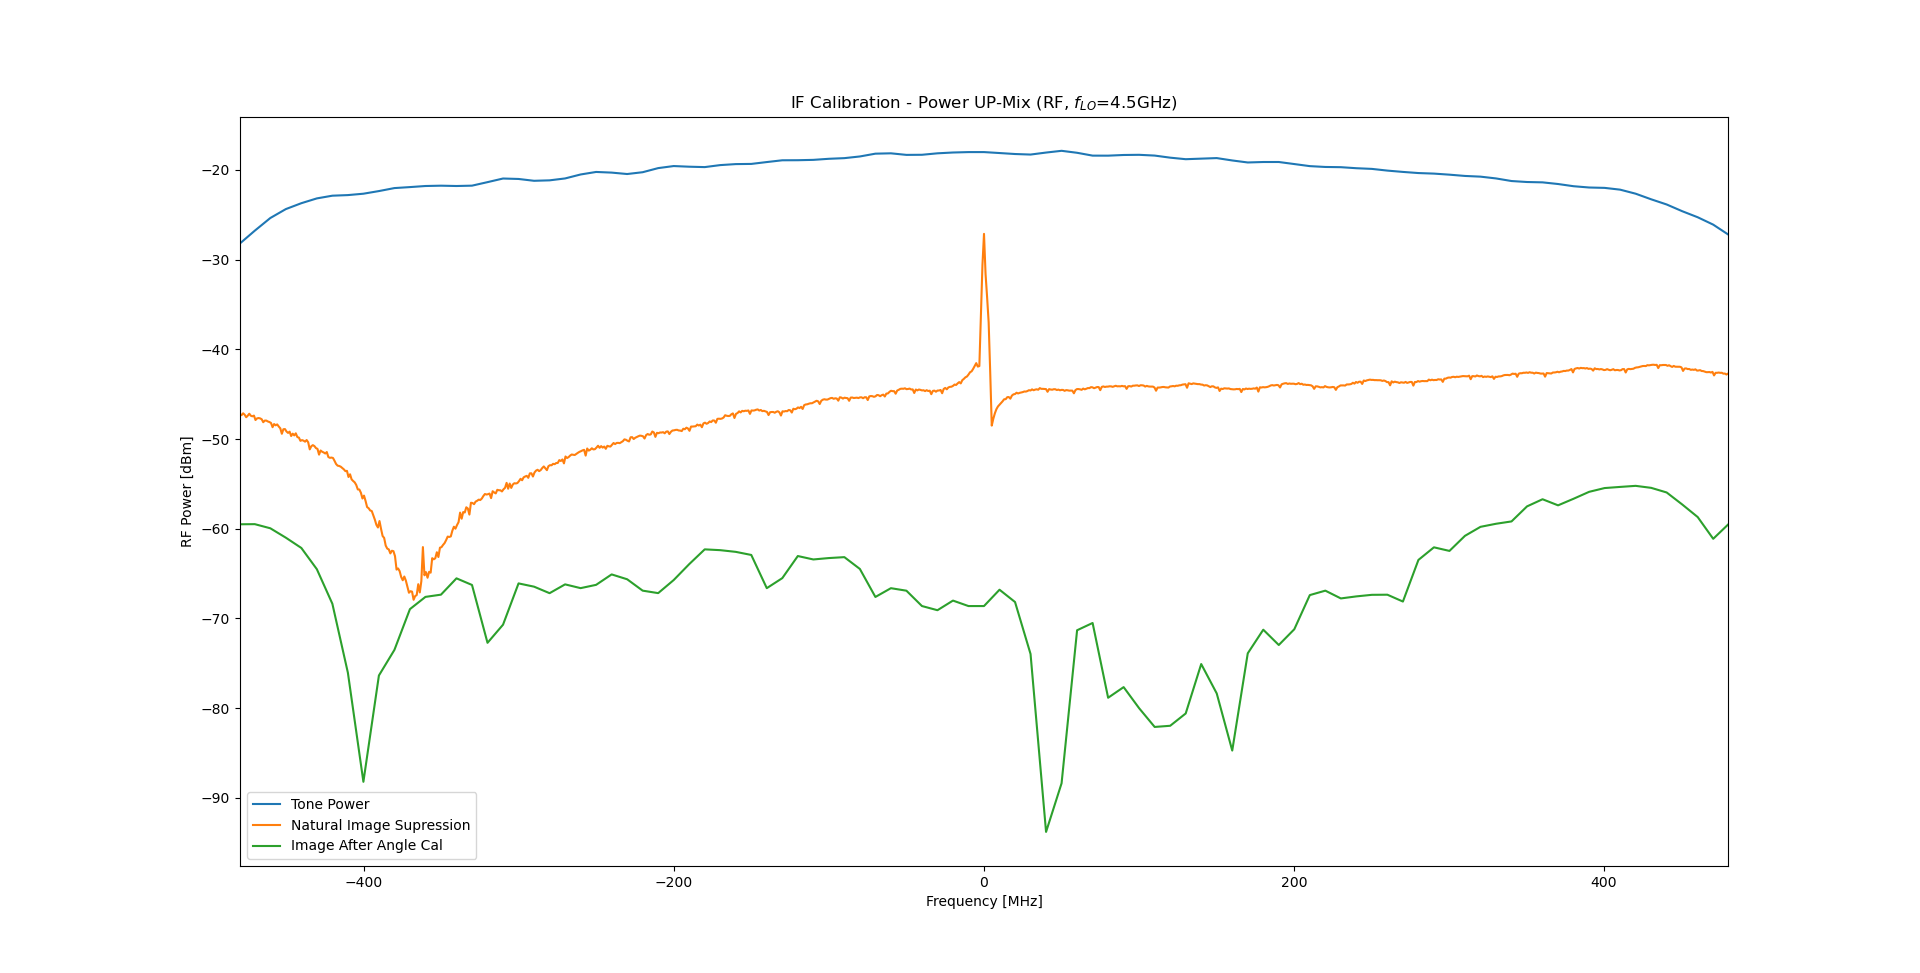 IF Calibration - Power UP-Mix (RF, f_LO=4.5GHz)
RF Power [dBm]
−20
−30
−40
−50
−60
−70
−80
−90
Tone Power
Natural Image Supression
Image After Angle Cal
−400
−200
0
200
400
Frequency [MHz]